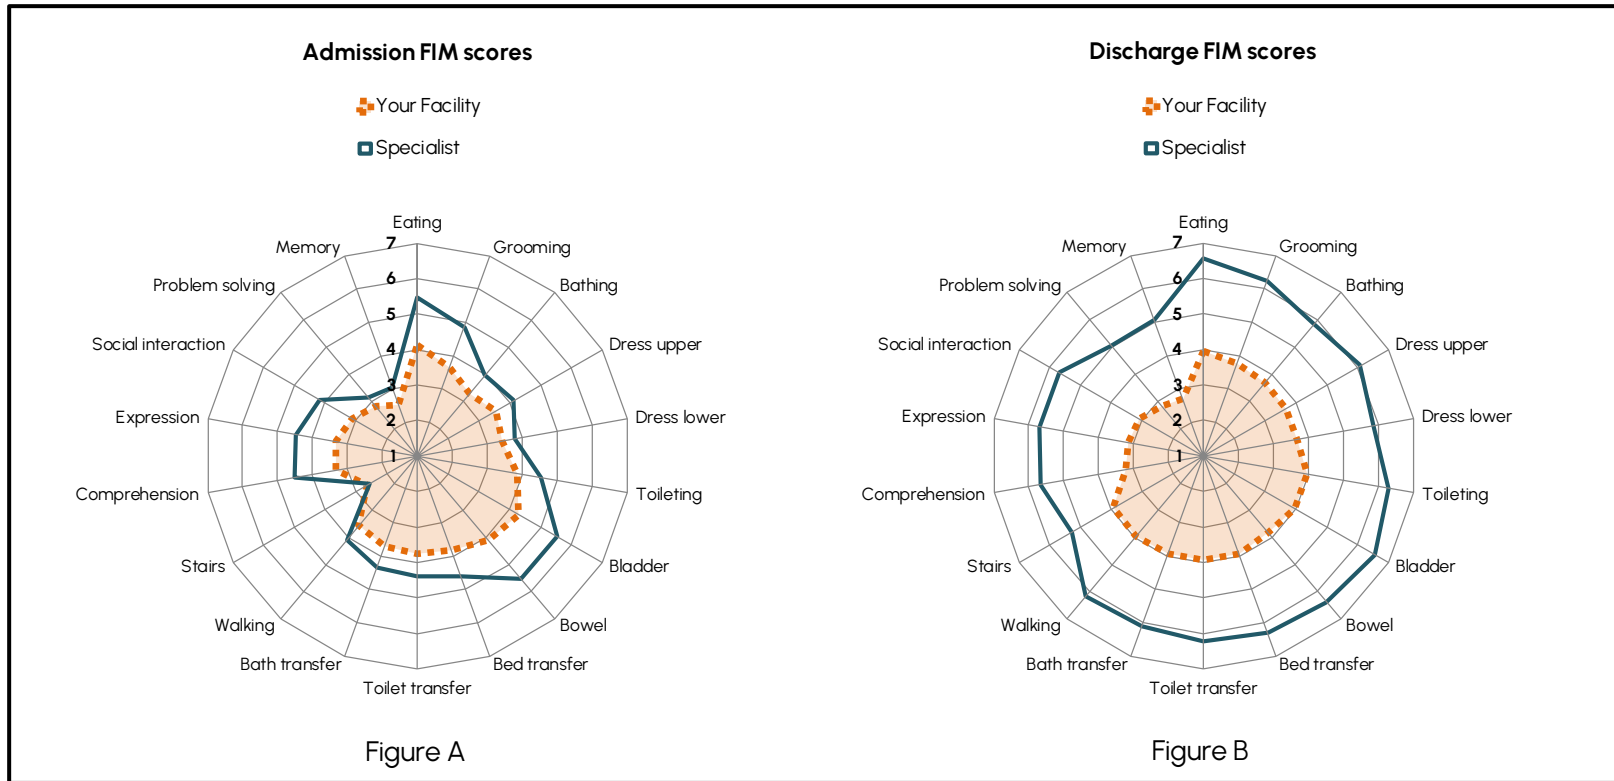 Admission FIM scores
Your Facility
Specialist
Eating
Grooming
Bathing
Dress upper
Dress lower
Toileting
Bladder
Bowel
Bed transfer
Toilet transfer
Bath transfer
Walking
Stairs
Comprehension
Expression
Social interaction
Problem solving
Memory
7
6
5
4
3
2
1
Figure A
Discharge FIM scores
Your Facility
Specialist
Eating
Grooming
Bathing
Dress upper
Dress lower
Toileting
Bladder
Bowel
Bed transfer
Toilet transfer
Bath transfer
Walking
Stairs
Comprehension
Expression
Social interaction
Problem solving
Memory
7
6
5
4
3
2
1
Figure B